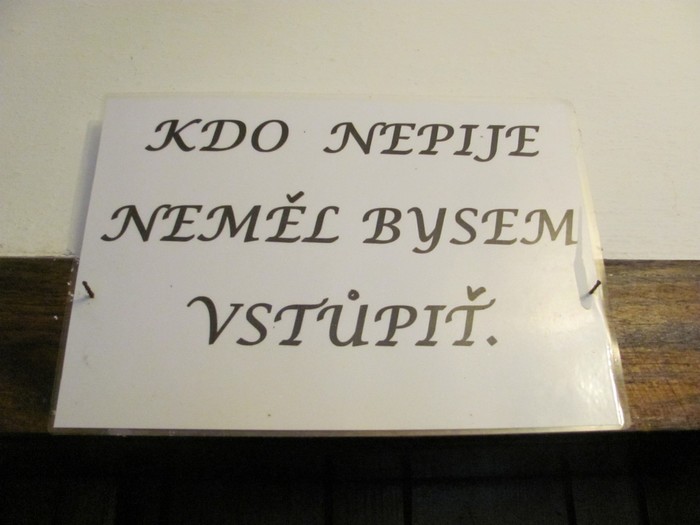 KDO NEPIJE
NEMĚL BYSEM
VSTŮPIŤ.